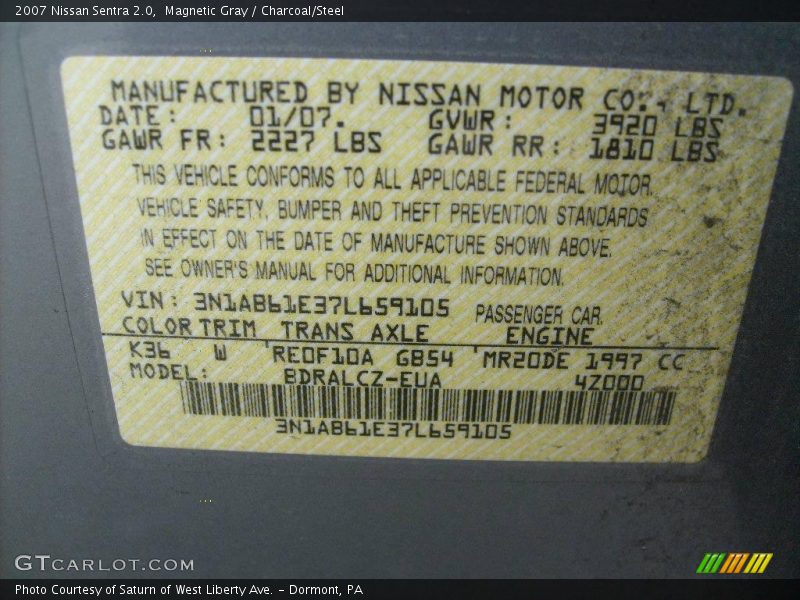 2007 Nissan Sentra 2.0,  Magnetic Gray / Charcoal/Steel
MANUFACTURED BY NISSAN MOTOR CO., LTD.
DATE: 01/07. GVWR: 3920 LBS
GAWR FR: 2227 LBS GAWR RR: 1810 LBS
THIS VEHICLE CONFORMS TO ALL APPLICABLE FEDERAL MOTOR
VEHICLE SAFETY, BUMPER AND THEFT PREVENTION STANDARDS
IN EFFECT ON THE DATE OF MANUFACTURE SHOWN ABOVE.
SEE OWNER'S MANUAL FOR ADDITIONAL INFORMATION.
VIN: 3N1AB61E37L659105 PASSENGER CAR.
COLOR TRIM TRANS AXLE ENGINE
K36 W 'RE0F10A GB54 'MR20DE 1997 CC
MODEL: BDRALCZ-EUA 4Z000
3N1AB61E37L659105
GTCARLOT.COM
Photo Courtesy of Saturn of West Liberty Ave. – Dormont, PA